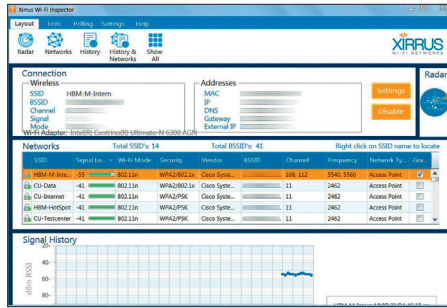 Xirrus Wi-Fi Inspector
Layout Tests Polling Settings Help
Radar Networks History History & Networks Show All
XIRRUS
WI-FI NETWORKS
Connection
Radar
Wireless
Addresses
SSID HBM-M-Intern
MAC
BSSID
IP
Settings
Channel
DNS
Signal
Gateway
Disable
Mode
External IP
Wi-Fi Adapter: Intel(R) Centrino(R) Ultimate-N 6300 AGN
Networks Total SSID's: 14 Total BSSID's: 41 Right click on SSID name to locate
SSID Signal Le... Wi-Fi Mode Security Vendor BSSID Channel Frequency Network Ty... Gra...
HBM-M-Inte... -55 802.11n WPA2/802.1x Cisco Syste... 108, 112 5540, 5560 Access Point
CU-Data -41 802.11n WPA2/802.1x Cisco Syste... 11 2462 Access Point
CU-Internet -41 802.11n WPA2/PSK Cisco Syste... 11 2462 Access Point
HBM-HotSpot -41 802.11n WPA2/PSK Cisco Syste... 11 2462 Access Point
CU-Testcenter -41 802.11n WPA2/PSK Cisco Syste... 11 2462 Access Point
Signal History
20-
40-
dBm RSSI
60-
80-